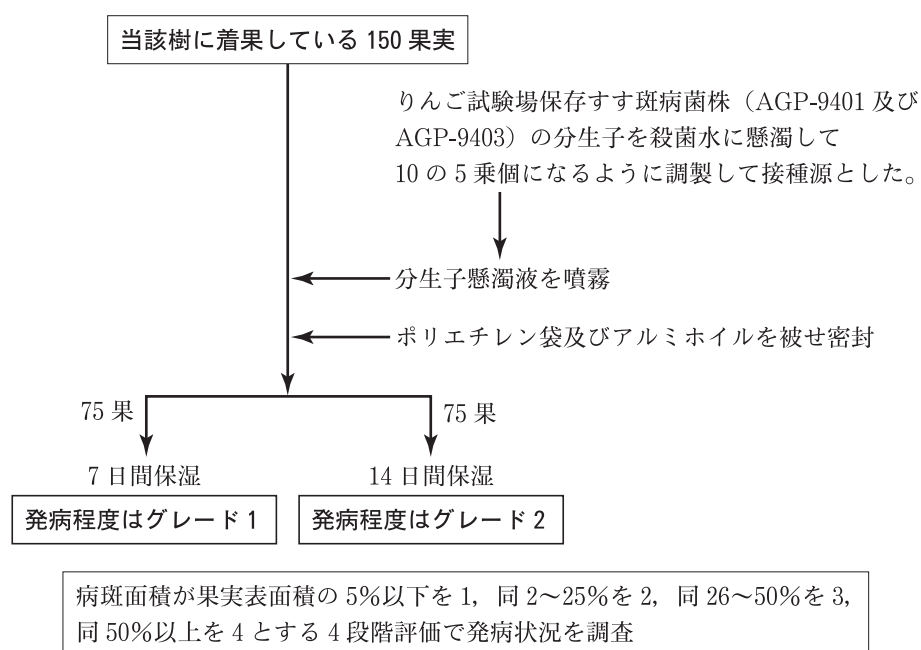 当該樹に着果している 150 果実
りんご試験場保存すす斑病菌株（AGP-9401 及び
AGP-9403）の分生子を殺菌水に懸濁して
10 の 5 乗個になるように調製して接種源とした。
分生子懸濁液を噴霧
ポリエチレン袋及びアルミホイルを被せ密封
75 果
75 果
7 日間保湿
14 日間保湿
発病程度はグレード 1
発病程度はグレード 2
病斑面積が果実表面積の 5％以下を 1，同 2～25％を 2，同 26～50％を 3，
同 50％以上を 4 とする 4 段階評価で発病状況を調査